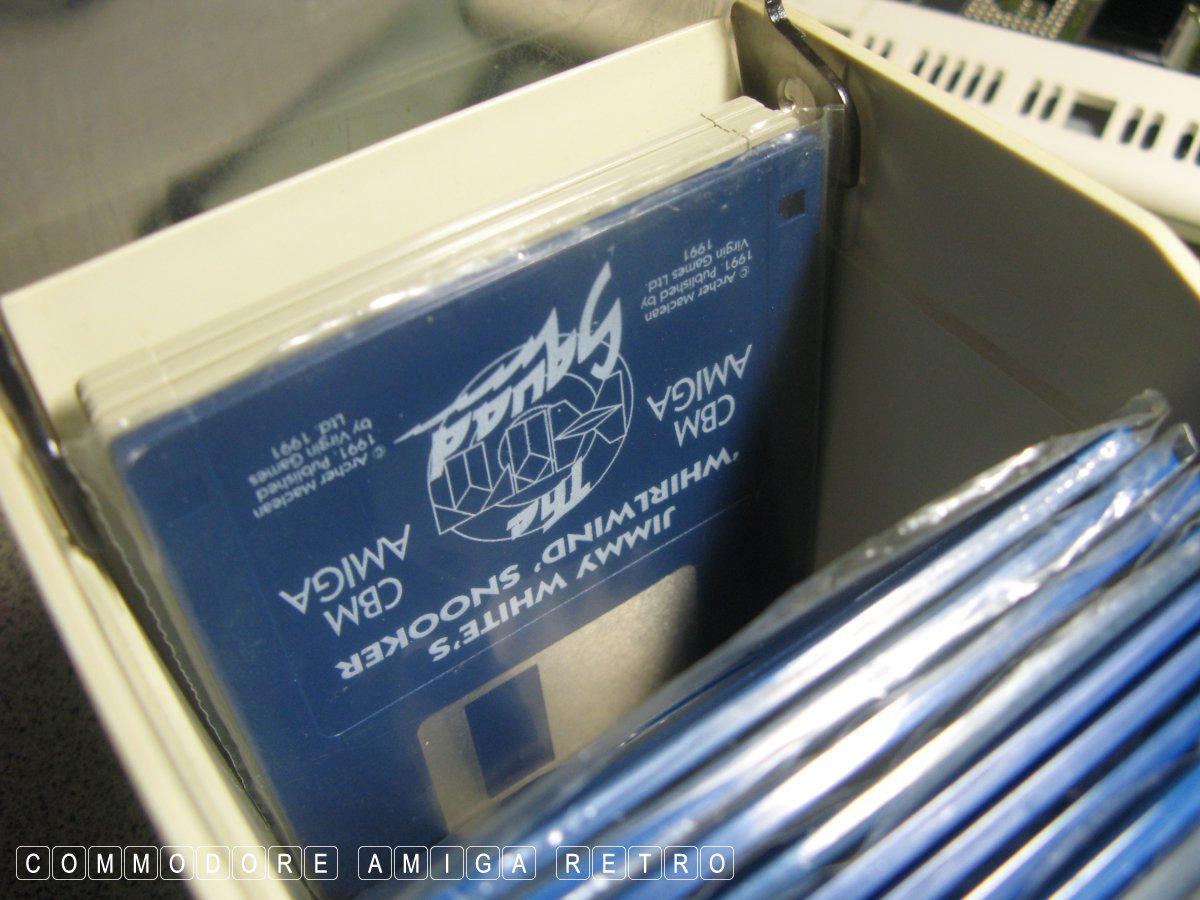 JIMMY WHITE'S
'WHIRLWIND' SNOOKER
CBM
AMIGA
The
Squad
CBM
AMIGA
© Archer Maclean
1991. Published by
Virgin Games Ltd.
1991
© Archer Maclean
1991. Published
by Virgin Games
Ltd. 1991
COMMODORE AMIGA RETRO